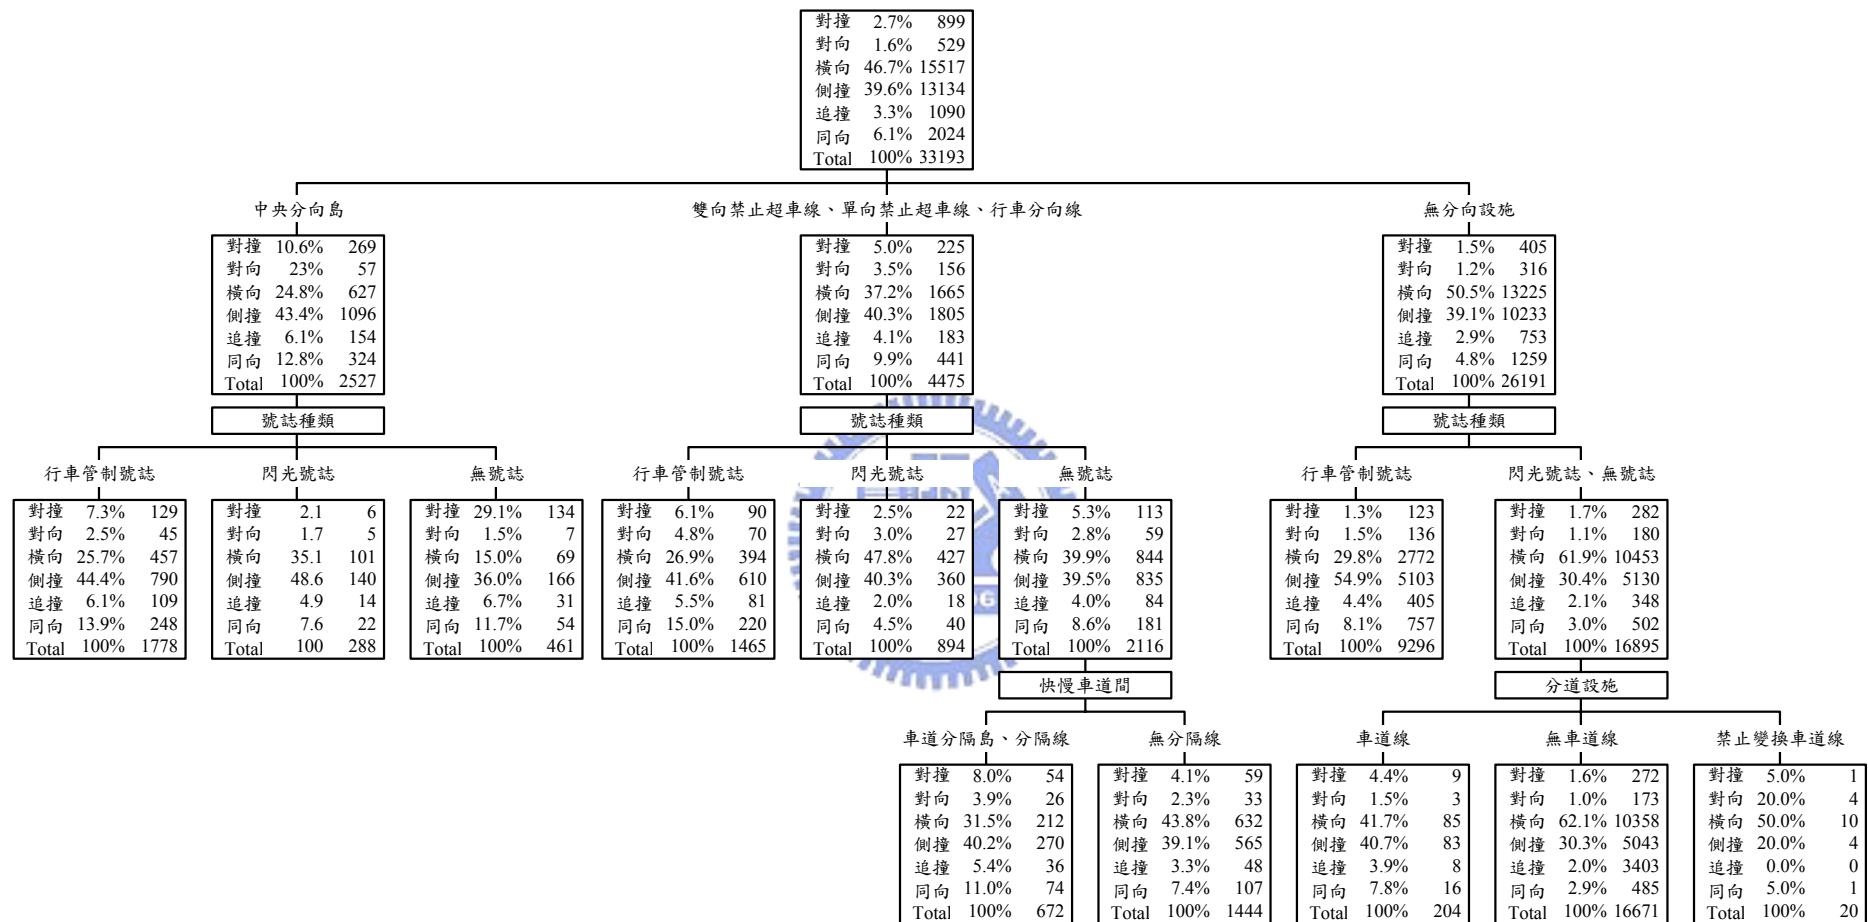 對撞 2.7% 899
對向 1.6% 529
橫向 46.7% 15517
側撞 39.6% 13134
追撞 3.3% 1090
同向 6.1% 2024
Total 100% 33193
中央分向島
對撞 10.6% 269
對向 23% 57
橫向 24.8% 627
側撞 43.4% 1096
追撞 6.1% 154
同向 12.8% 324
Total 100% 2527
號誌種類
雙向禁止超車線、單向禁止超車線、行車分向線
對撞 5.0% 225
對向 3.5% 156
橫向 37.2% 1665
側撞 40.3% 1805
追撞 4.1% 183
同向 9.9% 441
Total 100% 4475
號誌種類
無分向設施
對撞 1.5% 405
對向 1.2% 316
橫向 50.5% 13225
側撞 39.1% 10233
追撞 2.9% 753
同向 4.8% 1259
Total 100% 26191
號誌種類
行車管制號誌
對撞 7.3% 129
對向 2.5% 45
橫向 25.7% 457
側撞 44.4% 790
追撞 6.1% 109
同向 13.9% 248
Total 100% 1778
閃光號誌
對撞 2.1 6
對向 1.7 5
橫向 35.1 101
側撞 48.6 140
追撞 4.9 14
同向 7.6 22
Total 100 288
無號誌
對撞 29.1% 134
對向 1.5% 7
橫向 15.0% 69
側撞 36.0% 166
追撞 6.7% 31
同向 11.7% 54
Total 100% 461
行車管制號誌
對撞 6.1% 90
對向 4.8% 70
橫向 26.9% 394
側撞 41.6% 610
追撞 5.5% 81
同向 15.0% 220
Total 100% 1465
閃光號誌
對撞 2.5% 22
對向 3.0% 27
橫向 47.8% 427
側撞 40.3% 360
追撞 2.0% 18
同向 4.5% 40
Total 100% 894
無號誌
對撞 5.3% 113
對向 2.8% 59
橫向 39.9% 844
側撞 39.5% 835
追撞 4.0% 84
同向 8.6% 181
Total 100% 2116
快慢車道間
行車管制號誌
對撞 1.3% 123
對向 1.5% 136
橫向 29.8% 2772
側撞 54.9% 5103
追撞 4.4% 405
同向 8.1% 757
Total 100% 9296
閃光號誌、無號誌
對撞 1.7% 282
對向 1.1% 180
橫向 61.9% 10453
側撞 30.4% 5130
追撞 2.1% 348
同向 3.0% 502
Total 100% 16895
分道設施
車道分隔島、分隔線
對撞 8.0% 54
對向 3.9% 26
橫向 31.5% 212
側撞 40.2% 270
追撞 5.4% 36
同向 11.0% 74
Total 100% 672
無分隔線
對撞 4.1% 59
對向 2.3% 33
橫向 43.8% 632
側撞 39.1% 565
追撞 3.3% 48
同向 7.4% 107
Total 100% 1444
車道線
對撞 4.4% 9
對向 1.5% 3
橫向 41.7% 85
側撞 40.7% 83
追撞 3.9% 8
同向 7.8% 16
Total 100% 204
無車道線
對撞 1.6% 272
對向 1.0% 173
橫向 62.1% 10358
側撞 30.3% 5043
追撞 2.0% 3403
同向 2.9% 485
Total 100% 16671
禁止變換車道線
對撞 5.0% 1
對向 20.0% 4
橫向 50.0% 10
側撞 20.0% 4
追撞 0.0% 0
同向 5.0% 1
Total 100% 20